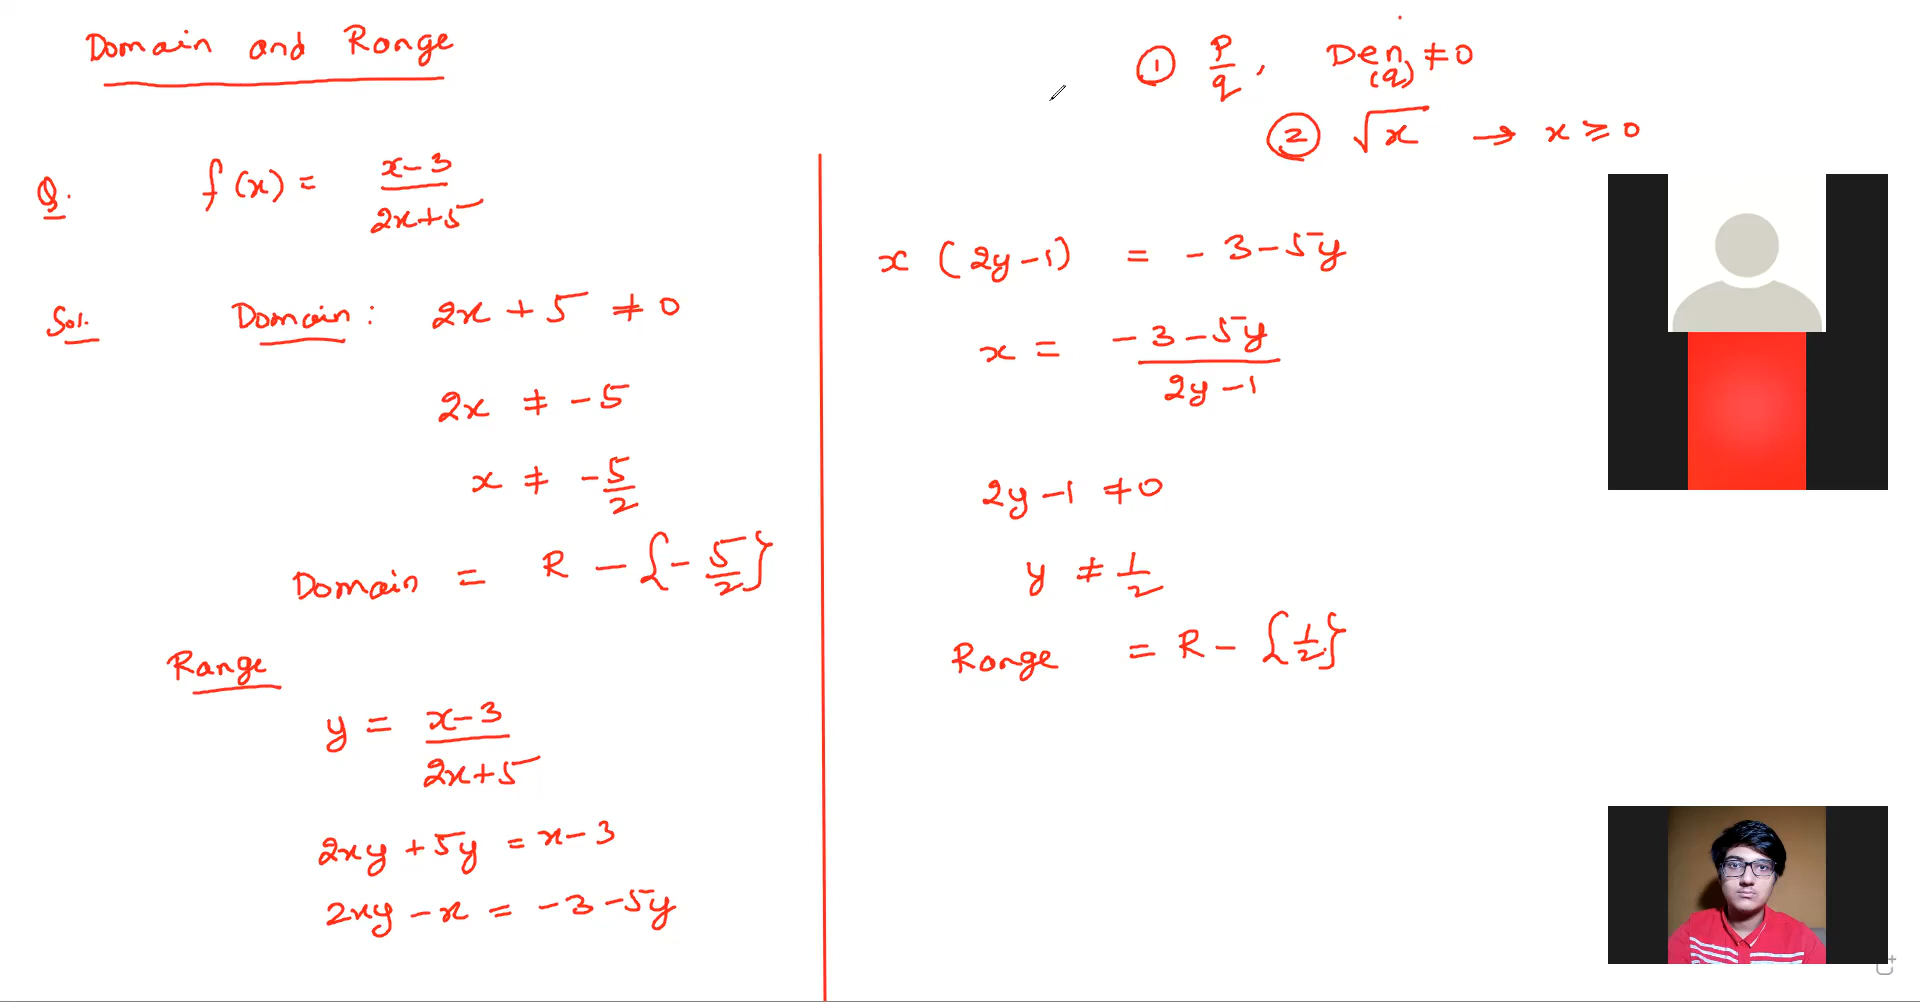 Domain and Range
① P/q, Den (q) ≠ 0
② √x → x ≥ 0
Q. f(x) = (x-3)/(2x+5)
Sol. Domain: 2x + 5 ≠ 0
2x ≠ -5
x ≠ -5/2
Domain = R - {-5/2}
Range
y = (x-3)/(2x+5)
2xy + 5y = x - 3
2xy - x = -3 - 5y
x (2y-1) = -3-5y
x = (-3-5y)/(2y-1)
2y-1 ≠ 0
y ≠ 1/2
Range = R - {1/2}